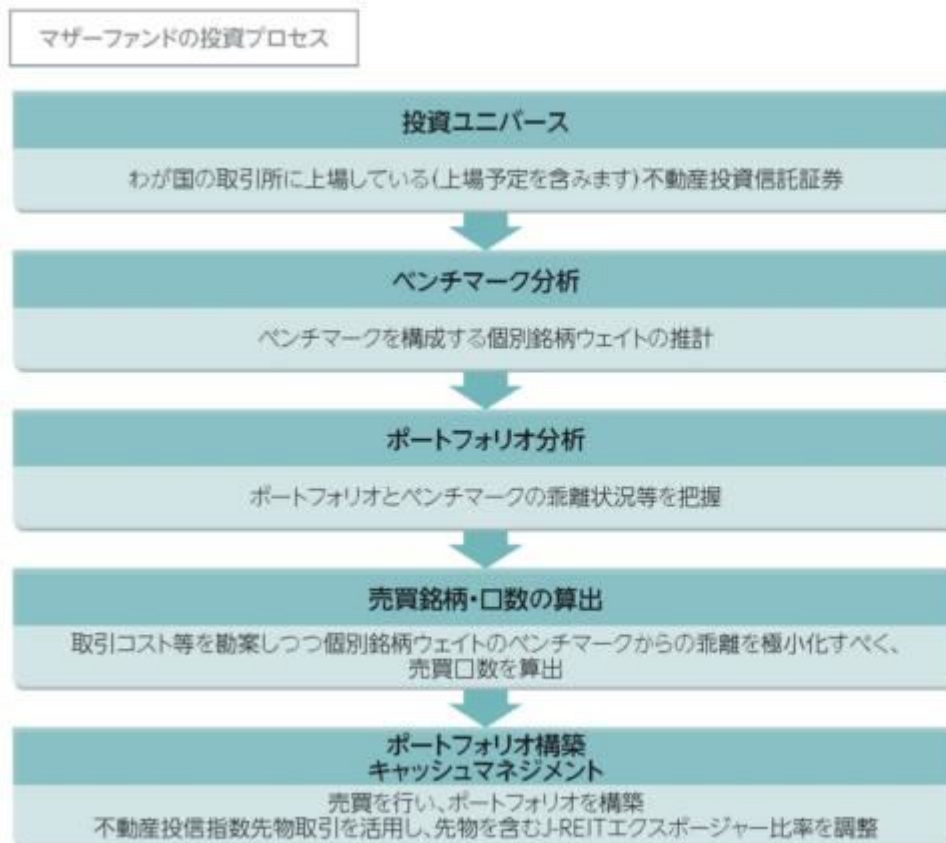 マザーファンドの投資プロセス
投資ユニバース
わが国の取引所に上場している(上場予定を含みます)不動産投資信託証券
ベンチマーク分析
ベンチマークを構成する個別銘柄ウェイトの推計
ポートフォリオ分析
ポートフォリオとベンチマークの乖離状況等を把握
売買銘柄・口数の算出
取引コスト等を勘案しつつ個別銘柄ウェイトのベンチマークからの乖離を極小化すべく、
売買口数を算出
ポートフォリオ構築
キャッシュマネジメント
売買を行い、ポートフォリオを構築
不動産投信指数先物取引を活用し、先物を含むJ-REITエクスポージャー比率を調整